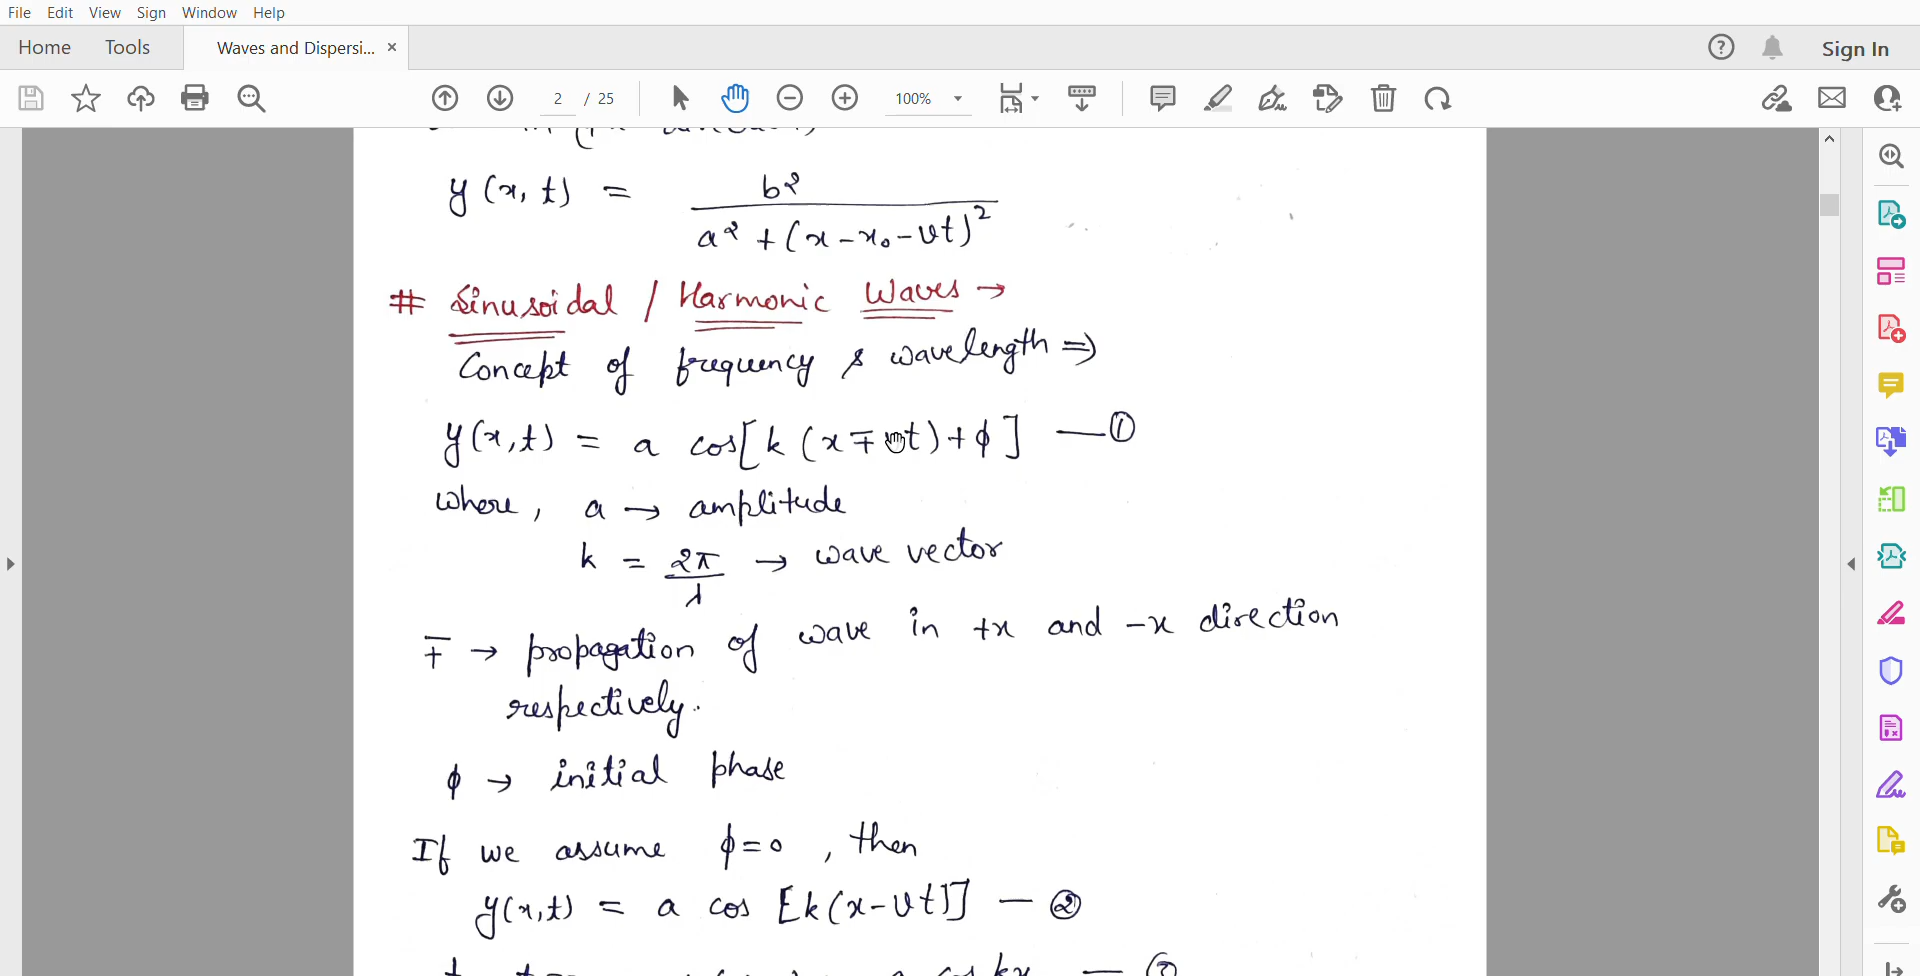 File Edit View Sign Window Help
Home Tools Waves and Dispersi... × Sign In
2 / 25 100%
y(x,t) = b² / a² + (x - x₀ - vt)²
# Sinusoidal / Harmonic Waves →
Concept of frequency & wavelength ⇒
y(x,t) = a cos[k (x ∓ t) + ϕ] — ①
where, a → amplitude
k = 2π/λ → wave vector
∓ → propagation of wave in +x and -x direction
respectively.
ϕ → initial phase
If we assume ϕ = 0, then
y(x,t) = a cos [k(x-vt)] — ②